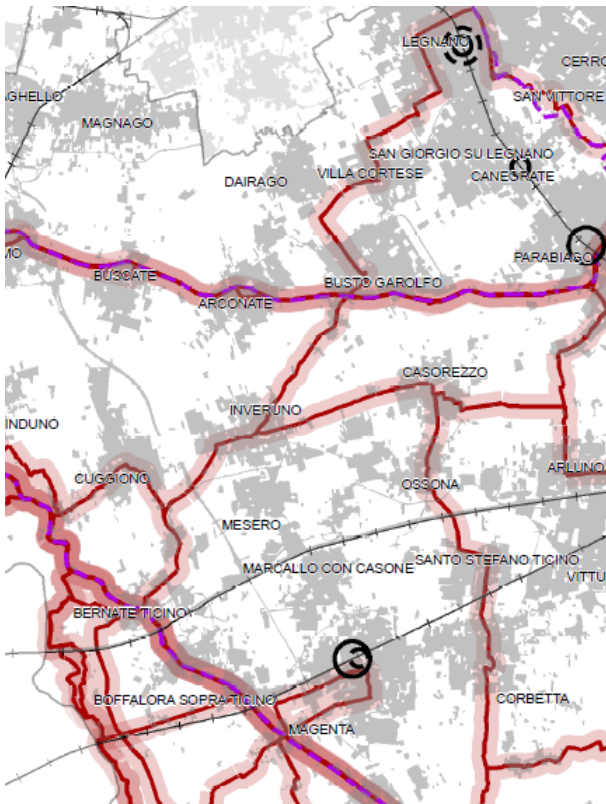 LEGNANO
CERRO
AGHELLO
SAN VITTORE
MAGNAGO
SAN GIORGIO SU LEGNANO
VILLA CORTESE
CANEGRATE
DAIRAGO
MO
PARABIAGO
BUSCATE
BUSTO GAROLFO
ARCONATE
CASOREZZO
INVERUNO
INDUNO
CUGGIONO
ARLUNO
OSSONA
MESERO
MARCALLO CON CASONE
SANTO STEFANO TICINO
VITTU
BERNATE TICINO
BOFFALORA SOPRA TICINO
CORBETTA
MAGENTA